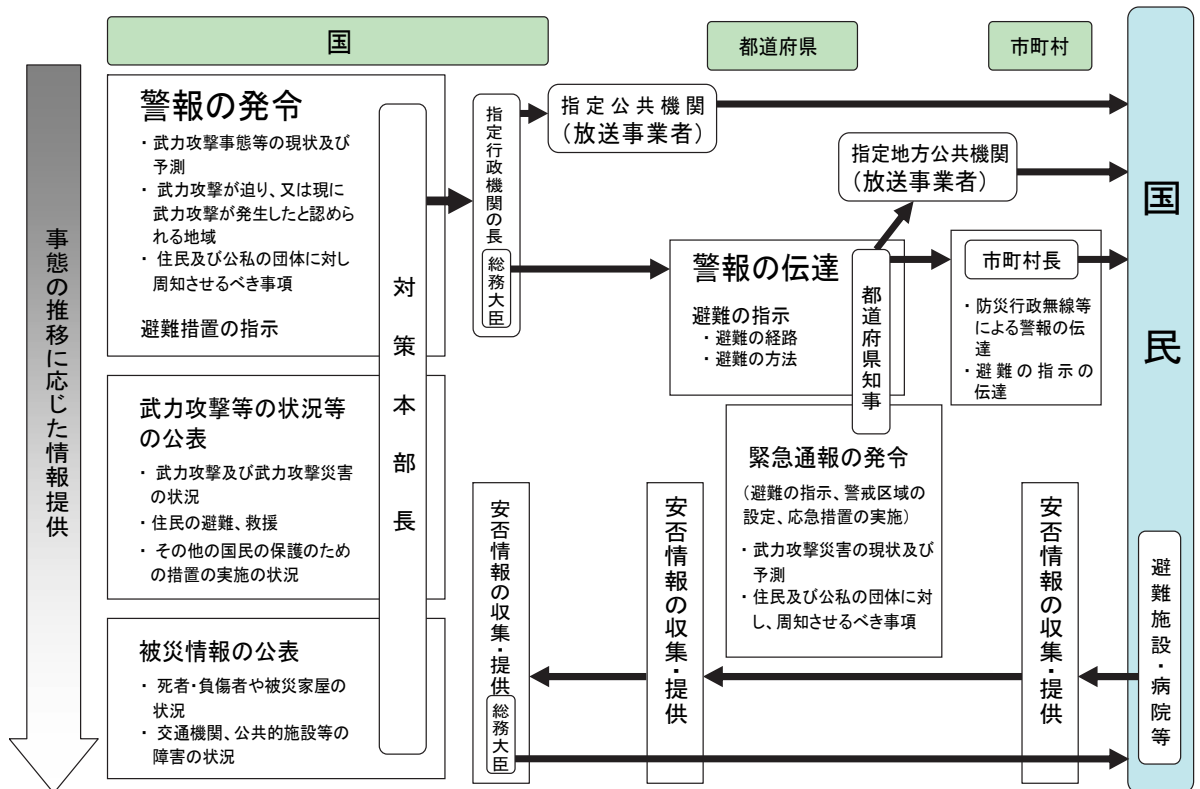 国
都道府県
市町村
事態の推移に応じた情報提供
警報の発令
・ 武力攻撃事態等の現状及び
予測
・ 武力攻撃が迫り、又は現に
武力攻撃が発生したと認めら
れる地域
・ 住民及び公私の団体に対し
周知させるべき事項
避難措置の指示
武力攻撃等の状況等
の公表
・ 武力攻撃及び武力攻撃災害
の状況
・住民の避難、救援
・ その他の国民の保護のため
の措置の実施の状況
被災情報の公表
・ 死者・負傷者や被災家屋の
状況
・ 交通機関、公共的施設等の
障害の状況
対策本部長
指定行政機関の長
総務大臣
指定公共機関
(放送事業者)
指定地方公共機関
(放送事業者)
警報の伝達
避難の指示
・ 避難の経路
・ 避難の方法
都道府県知事
市町村長
・ 防災行政無線等
による警報の伝
達
・ 避難の指示の
伝達
緊急通報の発令
(避難の指示、警戒区域の
設定、応急措置の実施)
・ 武力攻撃災害の現状及び
予測
・ 住民及び公私の団体に対
し、周知させるべき事項
安否情報の収集・提供
総務大臣
安否情報の収集・提供
安否情報の収集・提供
国民
避難施設・病院等